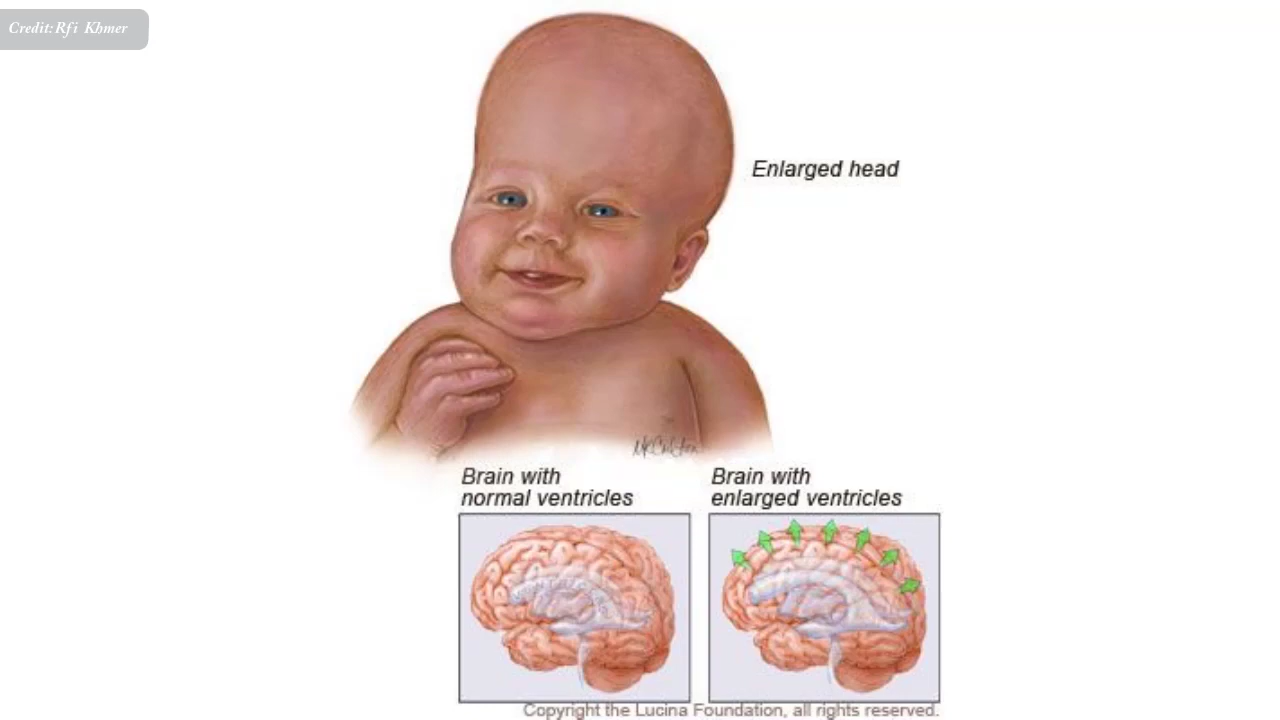 Credit:Rfi Khmer
Enlarged head
Brain with
normal ventricles
Brain with
enlarged ventricles
Copyright the Lucina Foundation, all rights reserved.